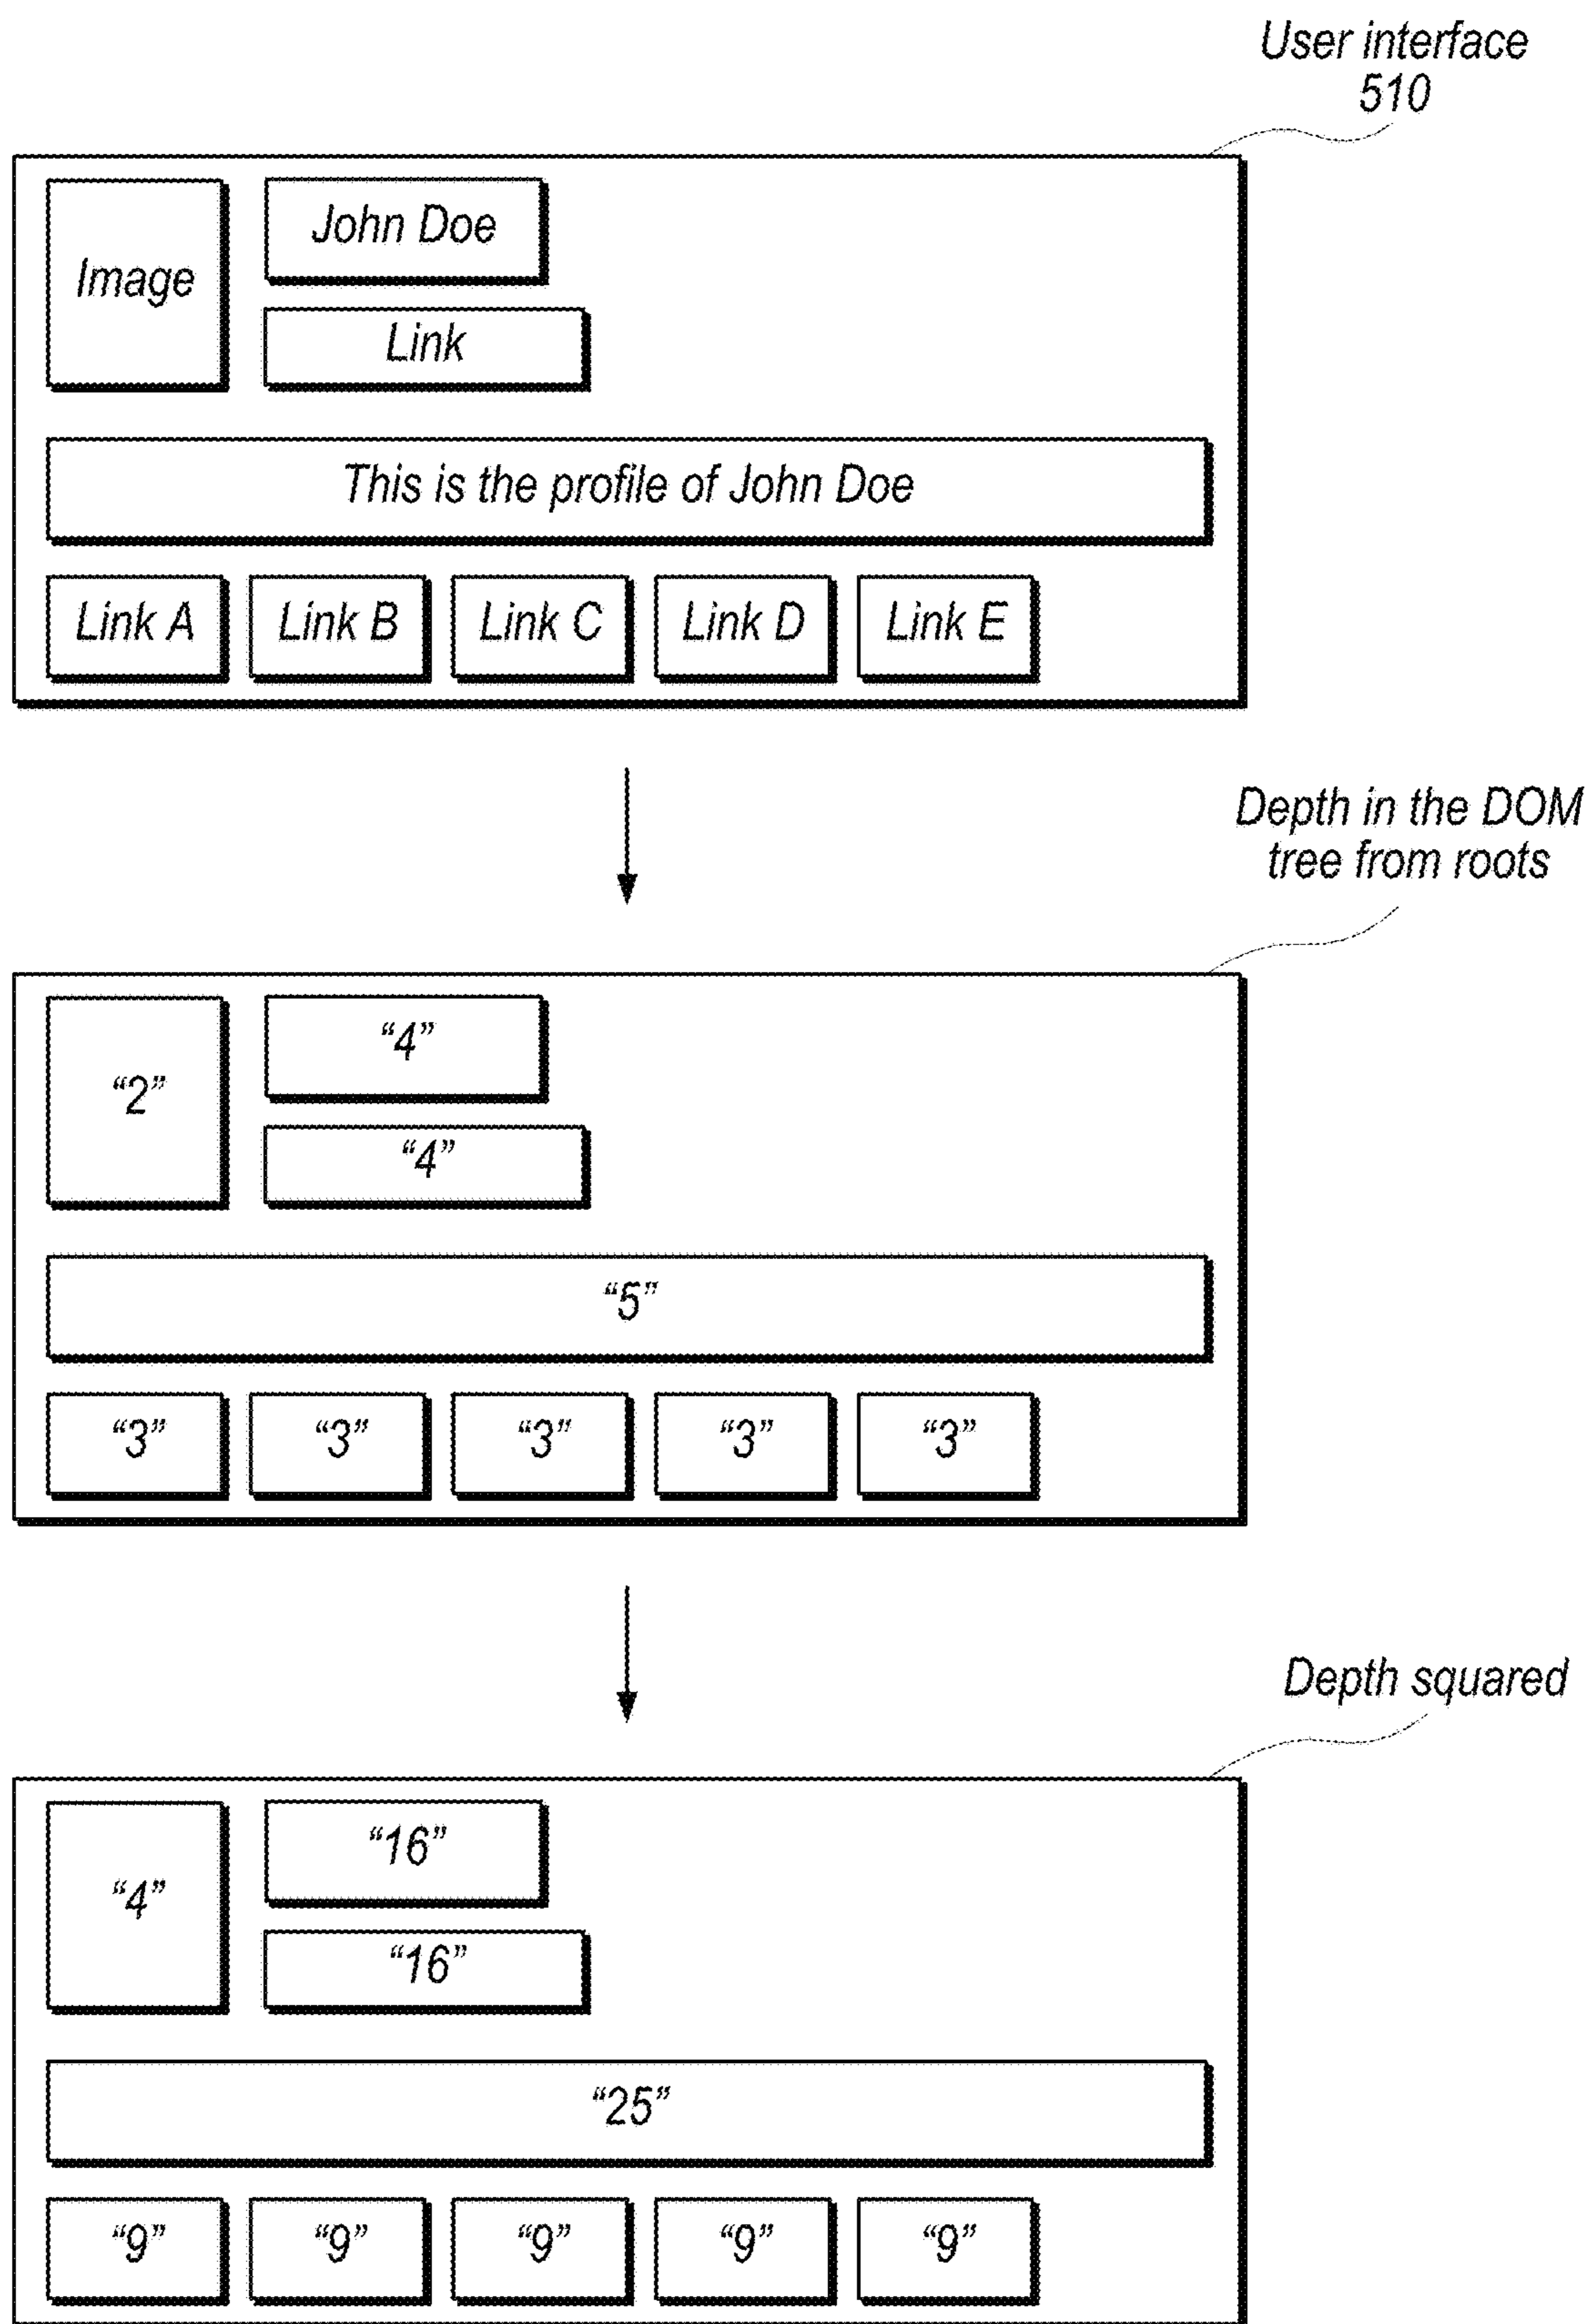 User interface
510
Image
John Doe
Link
This is the profile of John Doe
Link A Link B Link C Link D Link E
Depth in the DOM
tree from roots
“2”
“4”
“4”
“5”
“3” “3” “3” “3” “3”
Depth squared
“4”
“16”
“16”
“25”
“9” “9” “9” “9” “9”